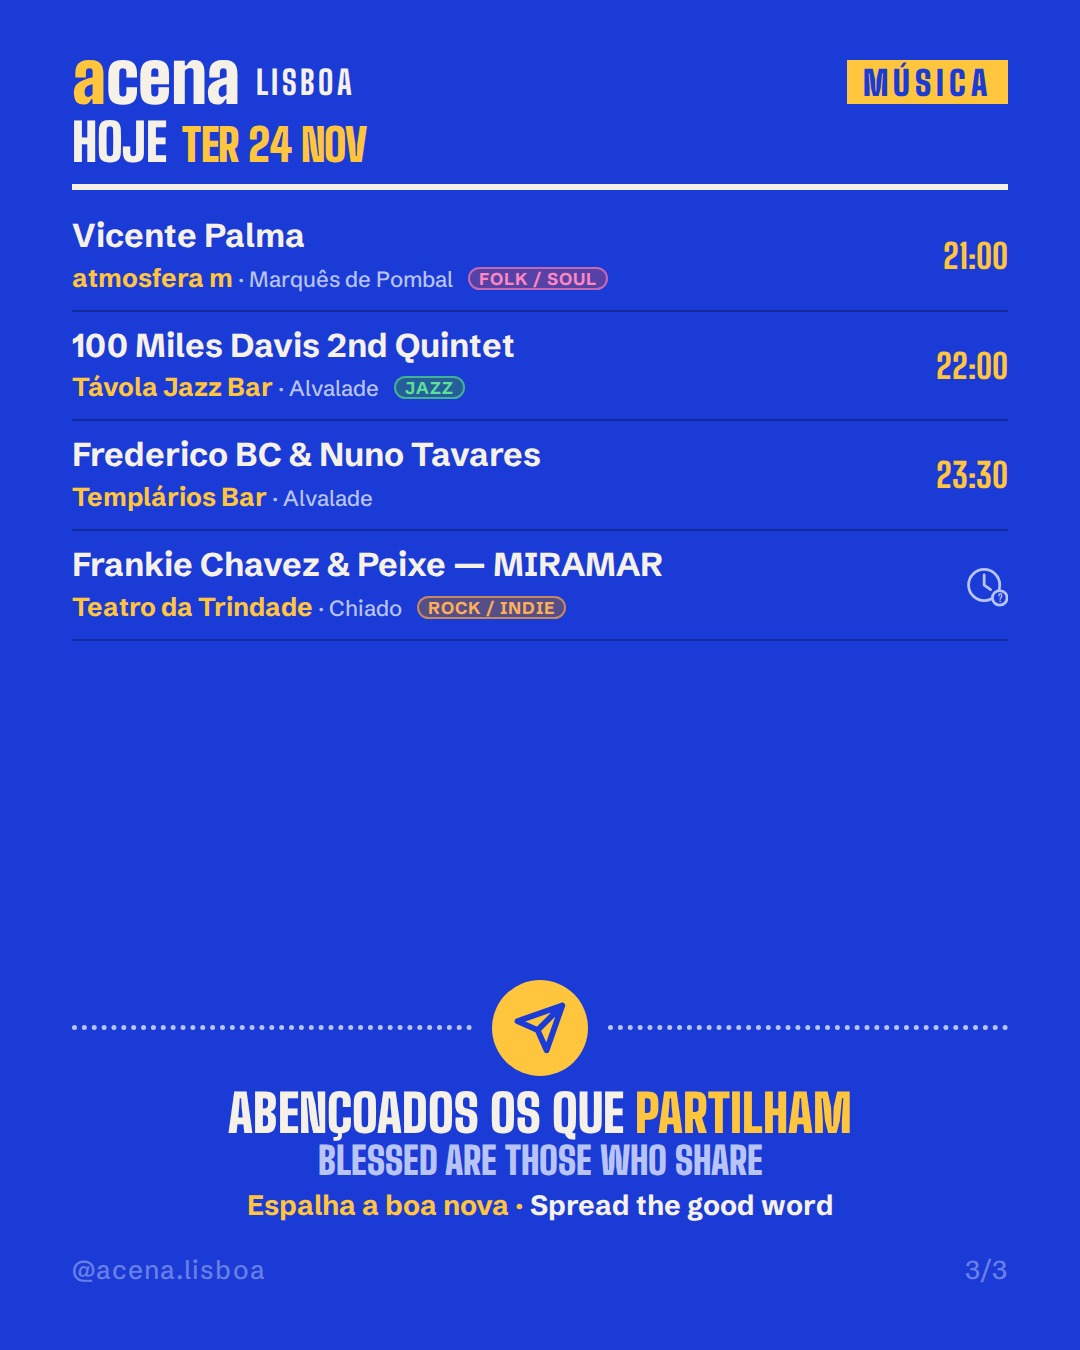 acena LISBOA
MÚSICA
HOJE TER 24 NOV
Vicente Palma
atmosfera m · Marquês de Pombal FOLK / SOUL
21:00
100 Miles Davis 2nd Quintet
Távola Jazz Bar · Alvalade JAZZ
22:00
Frederico BC & Nuno Tavares
Templários Bar · Alvalade
23:30
Frankie Chavez & Peixe — MIRAMAR
Teatro da Trindade · Chiado ROCK / INDIE
?
ABENÇOADOS OS QUE PARTILHAM
BLESSED ARE THOSE WHO SHARE
Espalha a boa nova · Spread the good word
@acena.lisboa
3/3